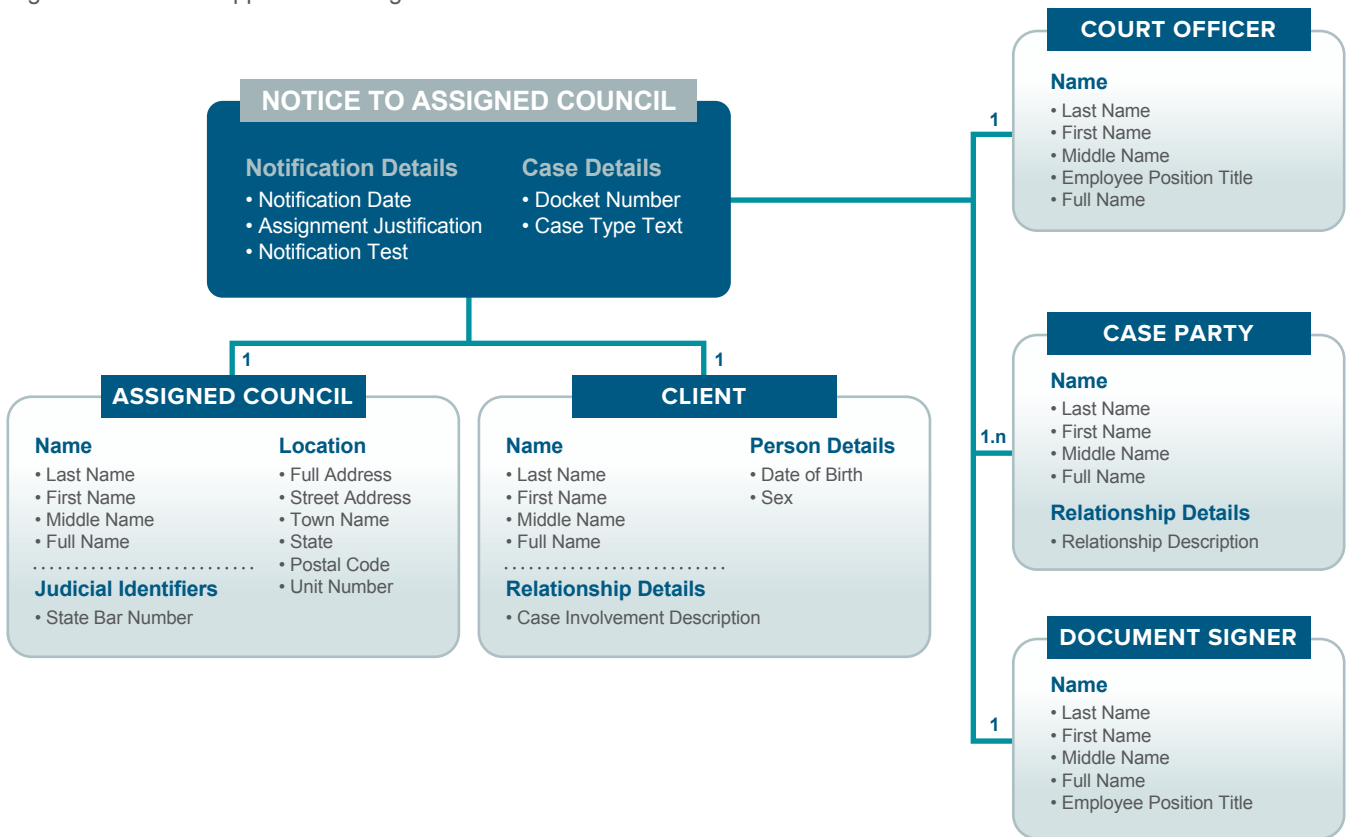 NOTICE TO ASSIGNED COUNCIL
Notification Details
• Notification Date
• Assignment Justification
• Notification Test
Case Details
• Docket Number
• Case Type Text
1
1
ASSIGNED COUNCIL
Name
• Last Name
• First Name
• Middle Name
• Full Name
Judicial Identifiers
• State Bar Number
Location
• Full Address
• Street Address
• Town Name
• State
• Postal Code
• Unit Number
CLIENT
Name
• Last Name
• First Name
• Middle Name
• Full Name
Relationship Details
• Case Involvement Description
Person Details
• Date of Birth
• Sex
1
COURT OFFICER
Name
• Last Name
• First Name
• Middle Name
• Employee Position Title
• Full Name
1.n
CASE PARTY
Name
• Last Name
• First Name
• Middle Name
• Full Name
Relationship Details
• Relationship Description
1
DOCUMENT SIGNER
Name
• Last Name
• First Name
• Middle Name
• Full Name
• Employee Position Title